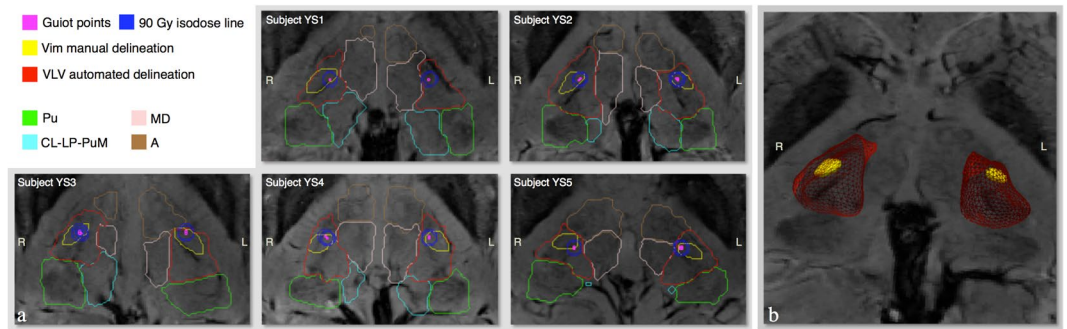 Guiot points 90 Gy isodose line
Vim manual delineation
VLV automated delineation
Pu MD
CL-LP-PuM A
Subject YS1
R L
Subject YS2
R L
Subject YS3
R L
a
Subject YS4
R L
Subject YS5
R L
R L
b